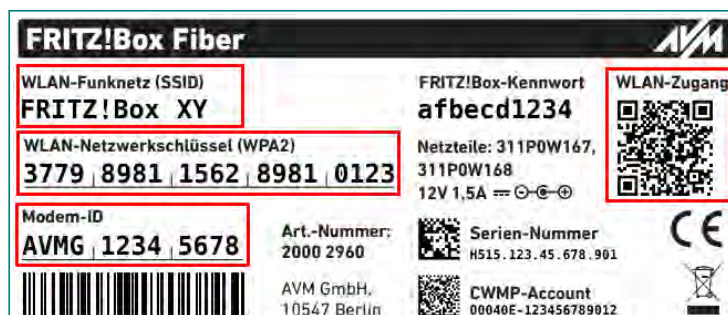 FRITZ!Box Fiber
AVM
WLAN-Funknetz (SSID)
FRITZ!Box XY
WLAN-Netzwerkschlüssel (WPA2)
3779 8981 1562 8981 0123
Modem-ID
AVMG 1234 5678
FRITZ!Box-Kennwort
afbecd1234
Netzteile: 311P0W167,
311P0W168
12V 1,5A
WLAN-Zugang
Art.-Nummer:
2000 2960
AVM GmbH,
10547 Berlin
Serien-Nummer
H515.123.45.678.901
CWMP-Account
00040E-123456789012
CE